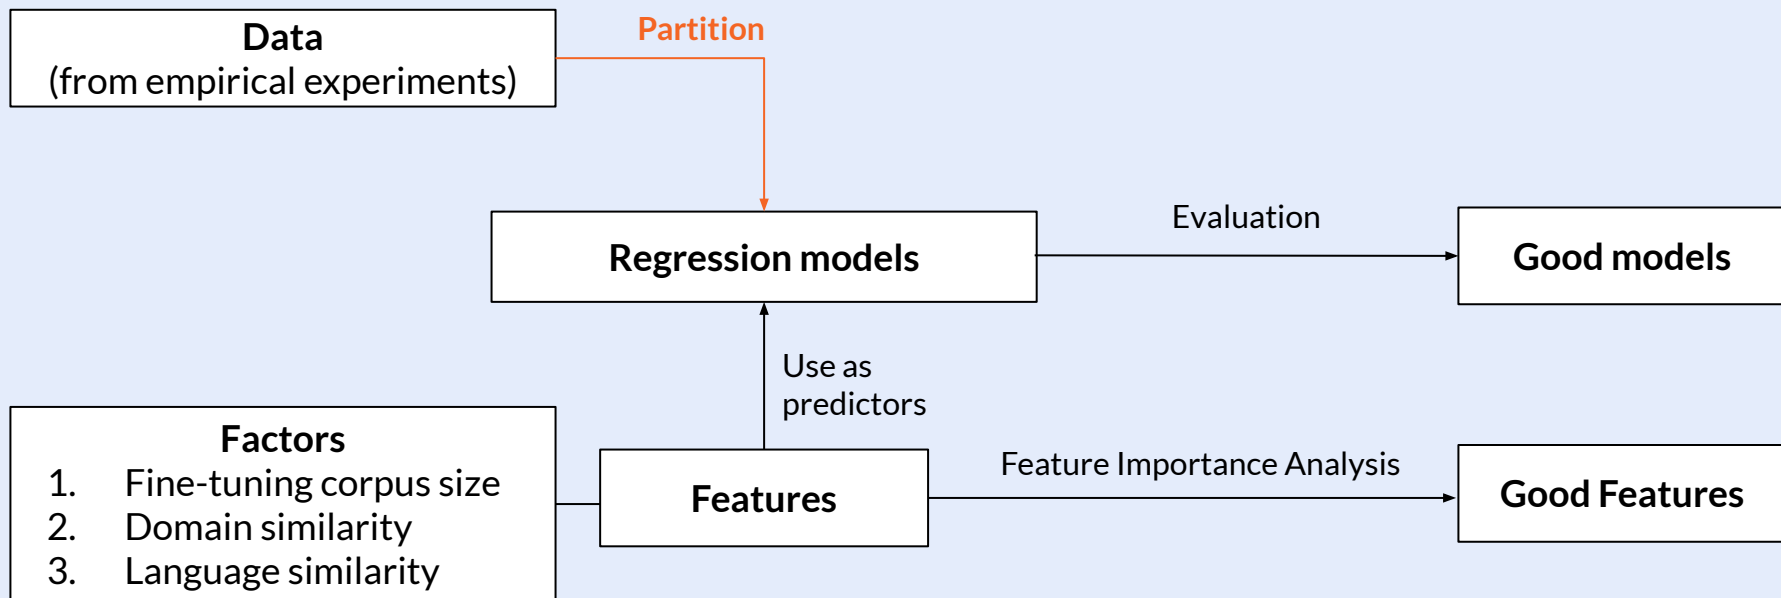 Data
(from empirical experiments)
Partition
Regression models
Evaluation
Good models
Use as
predictors
Factors
1. Fine-tuning corpus size
2. Domain similarity
3. Language similarity
Features
Feature Importance Analysis
Good Features